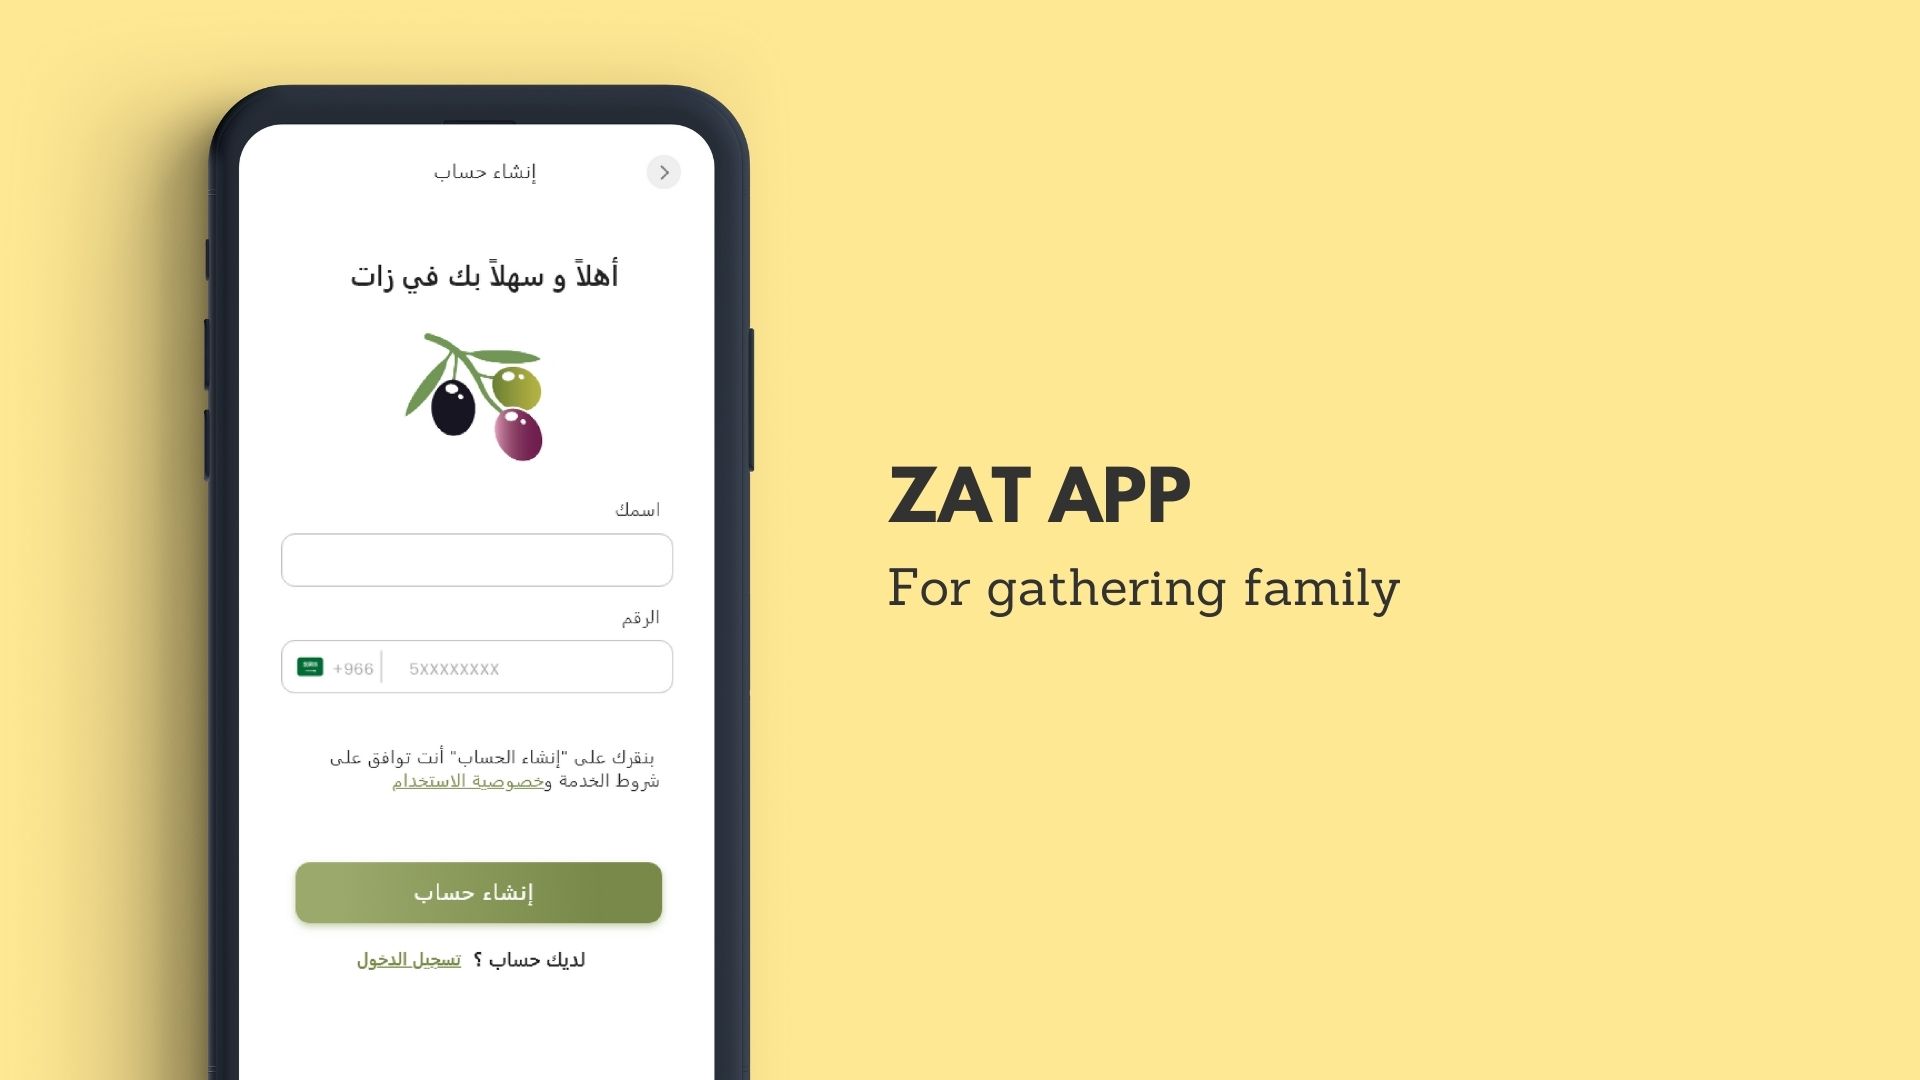 إنشاء حساب
أهلاً و سهلاً بك في زات
اسمك
الرقم
+966 5XXXXXXXX
بنقرك على "إنشاء الحساب" أنت توافق على
شروط الخدمة وخصوصية الاستخدام
إنشاء حساب
لديك حساب ؟ تسجيل الدخول
ZAT APP
For gathering family